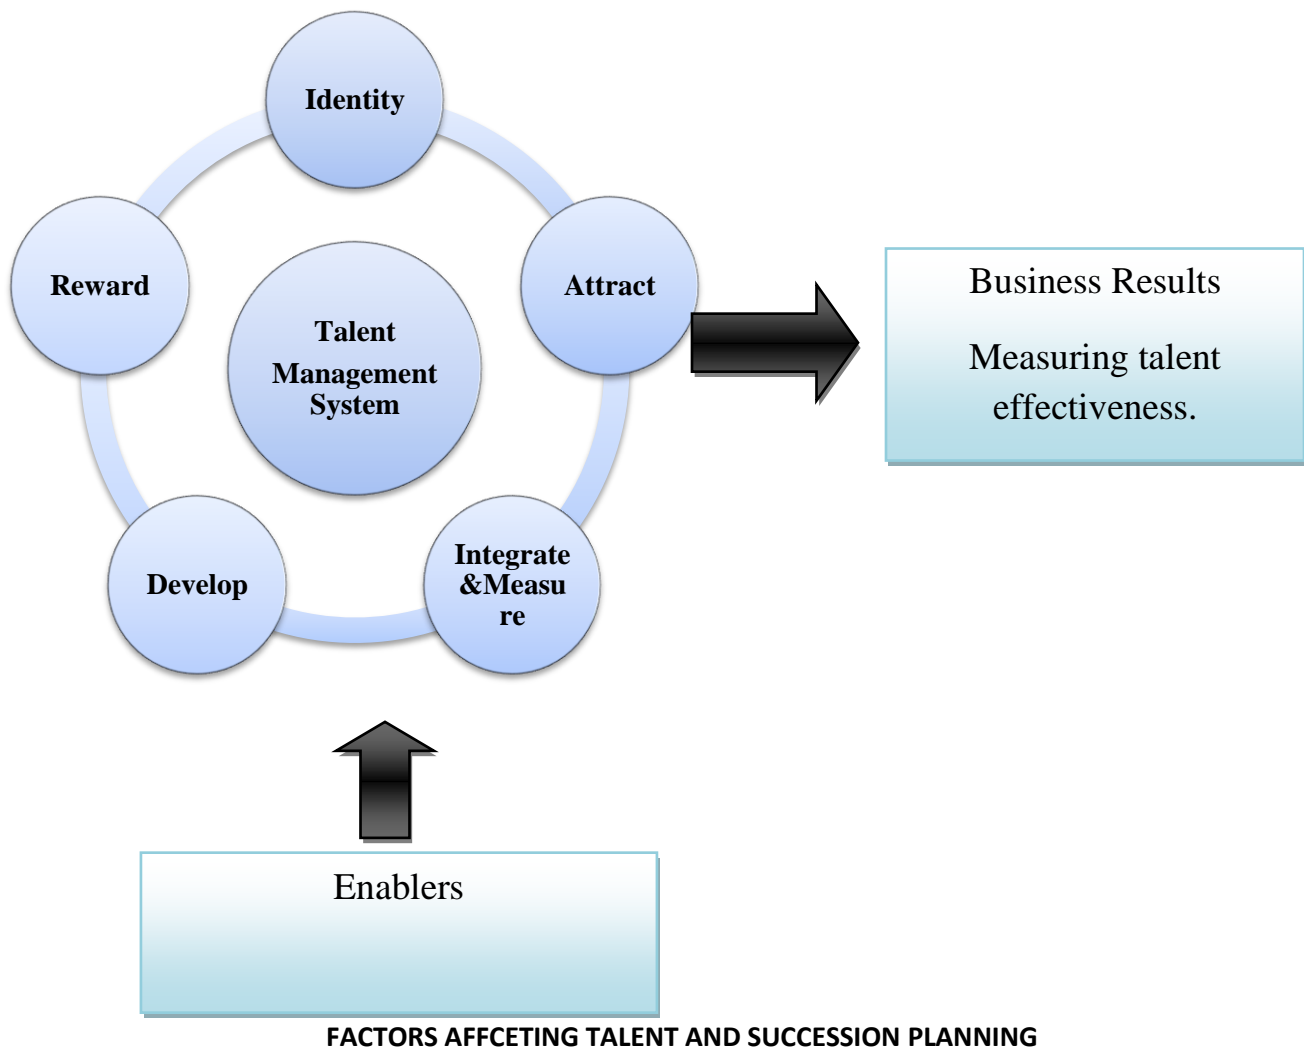 Identity
Reward
Attract
Talent
Management
System
Business Results
Measuring talent
effectiveness.
Develop
Integrate
&Measu
re
Enablers
FACTORS AFFCETING TALENT AND SUCCESSION PLANNING